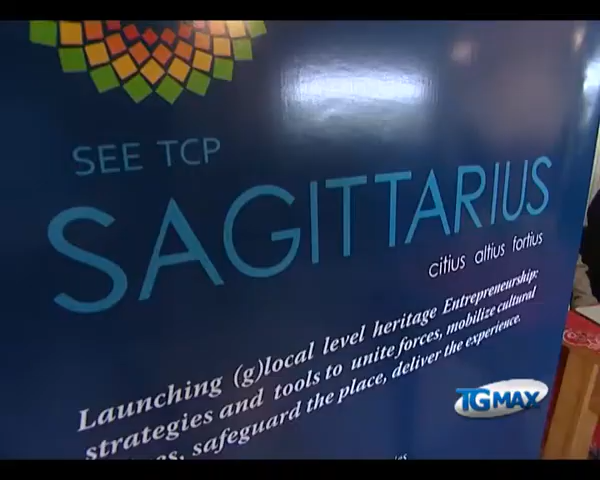 SEE TCP
SAGITTARIUS
citius altius fortius
Launching (g)local level heritage Entrepreneurship:
strategies and tools to unite forces, mobilize cultural
safeguard the place, deliver the experience.
TGMAX